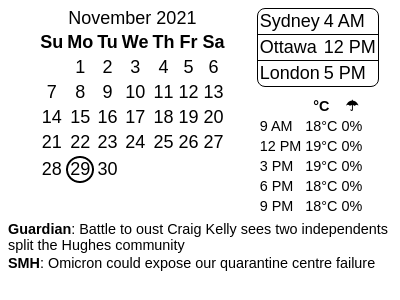 November 2021
Su Mo Tu We Th Fr Sa
1 2 3 4 5 6
7 8 9 10 11 12 13
14 15 16 17 18 19 20
21 22 23 24 25 26 27
28 29 30
Sydney 4 AM
Ottawa 12 PM
London 5 PM
°C ☂
9 AM 18°C 0%
12 PM 19°C 0%
3 PM 19°C 0%
6 PM 18°C 0%
9 PM 18°C 0%
Guardian: Battle to oust Craig Kelly sees two independents
split the Hughes community
SMH: Omicron could expose our quarantine centre failure